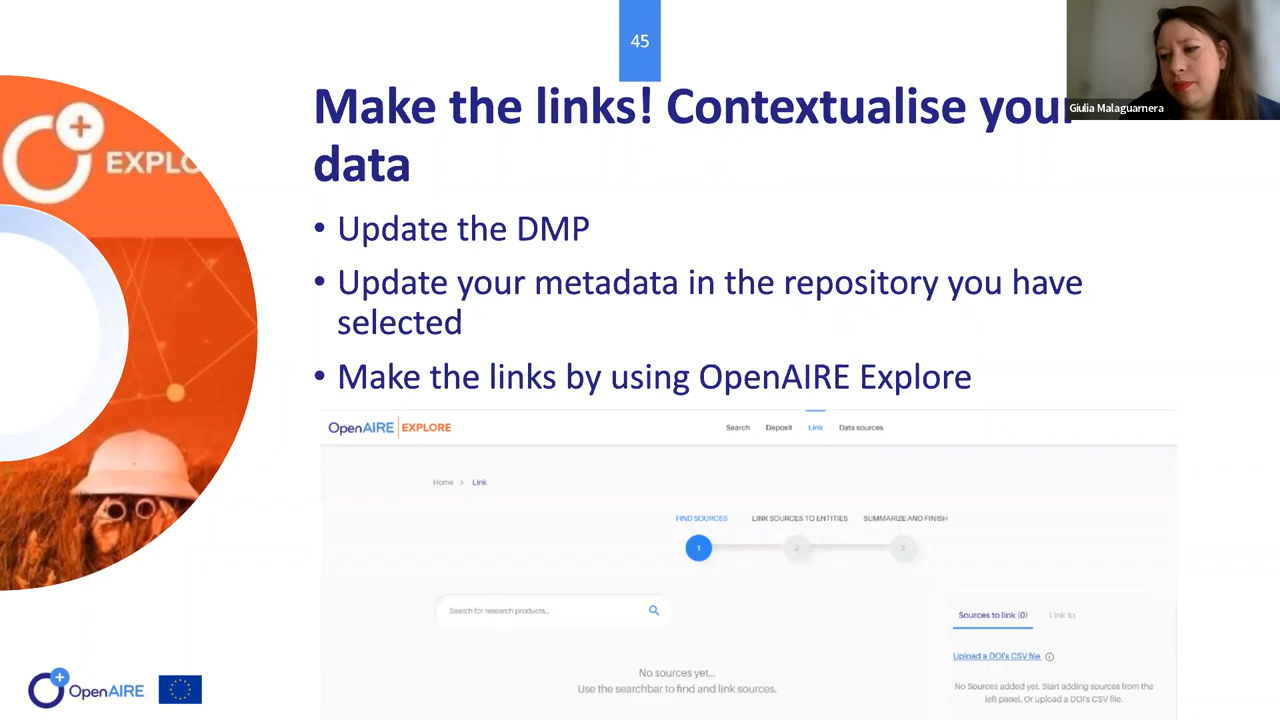 45
Giulia Malaguarnera
Make the links! Contextualise your
data
• Update the DMP
• Update your metadata in the repository you have
selected
• Make the links by using OpenAIRE Explore
OpenAIRE | EXPLORE
Search Deposit Link Data sources
Home > Link
FIND SOURCES LINK SOURCES TO ENTITIES SUMMARIZE AND FINISH
1 2 3
Search for research products...
Sources to link (0) Link to
Upload a DOI's CSV file
No sources yet...
Use the searchbar to find and link sources.
No Sources added yet. Start adding sources from the
left panel. Or upload a DOI's CSV file.
EXPLO
OpenAIRE